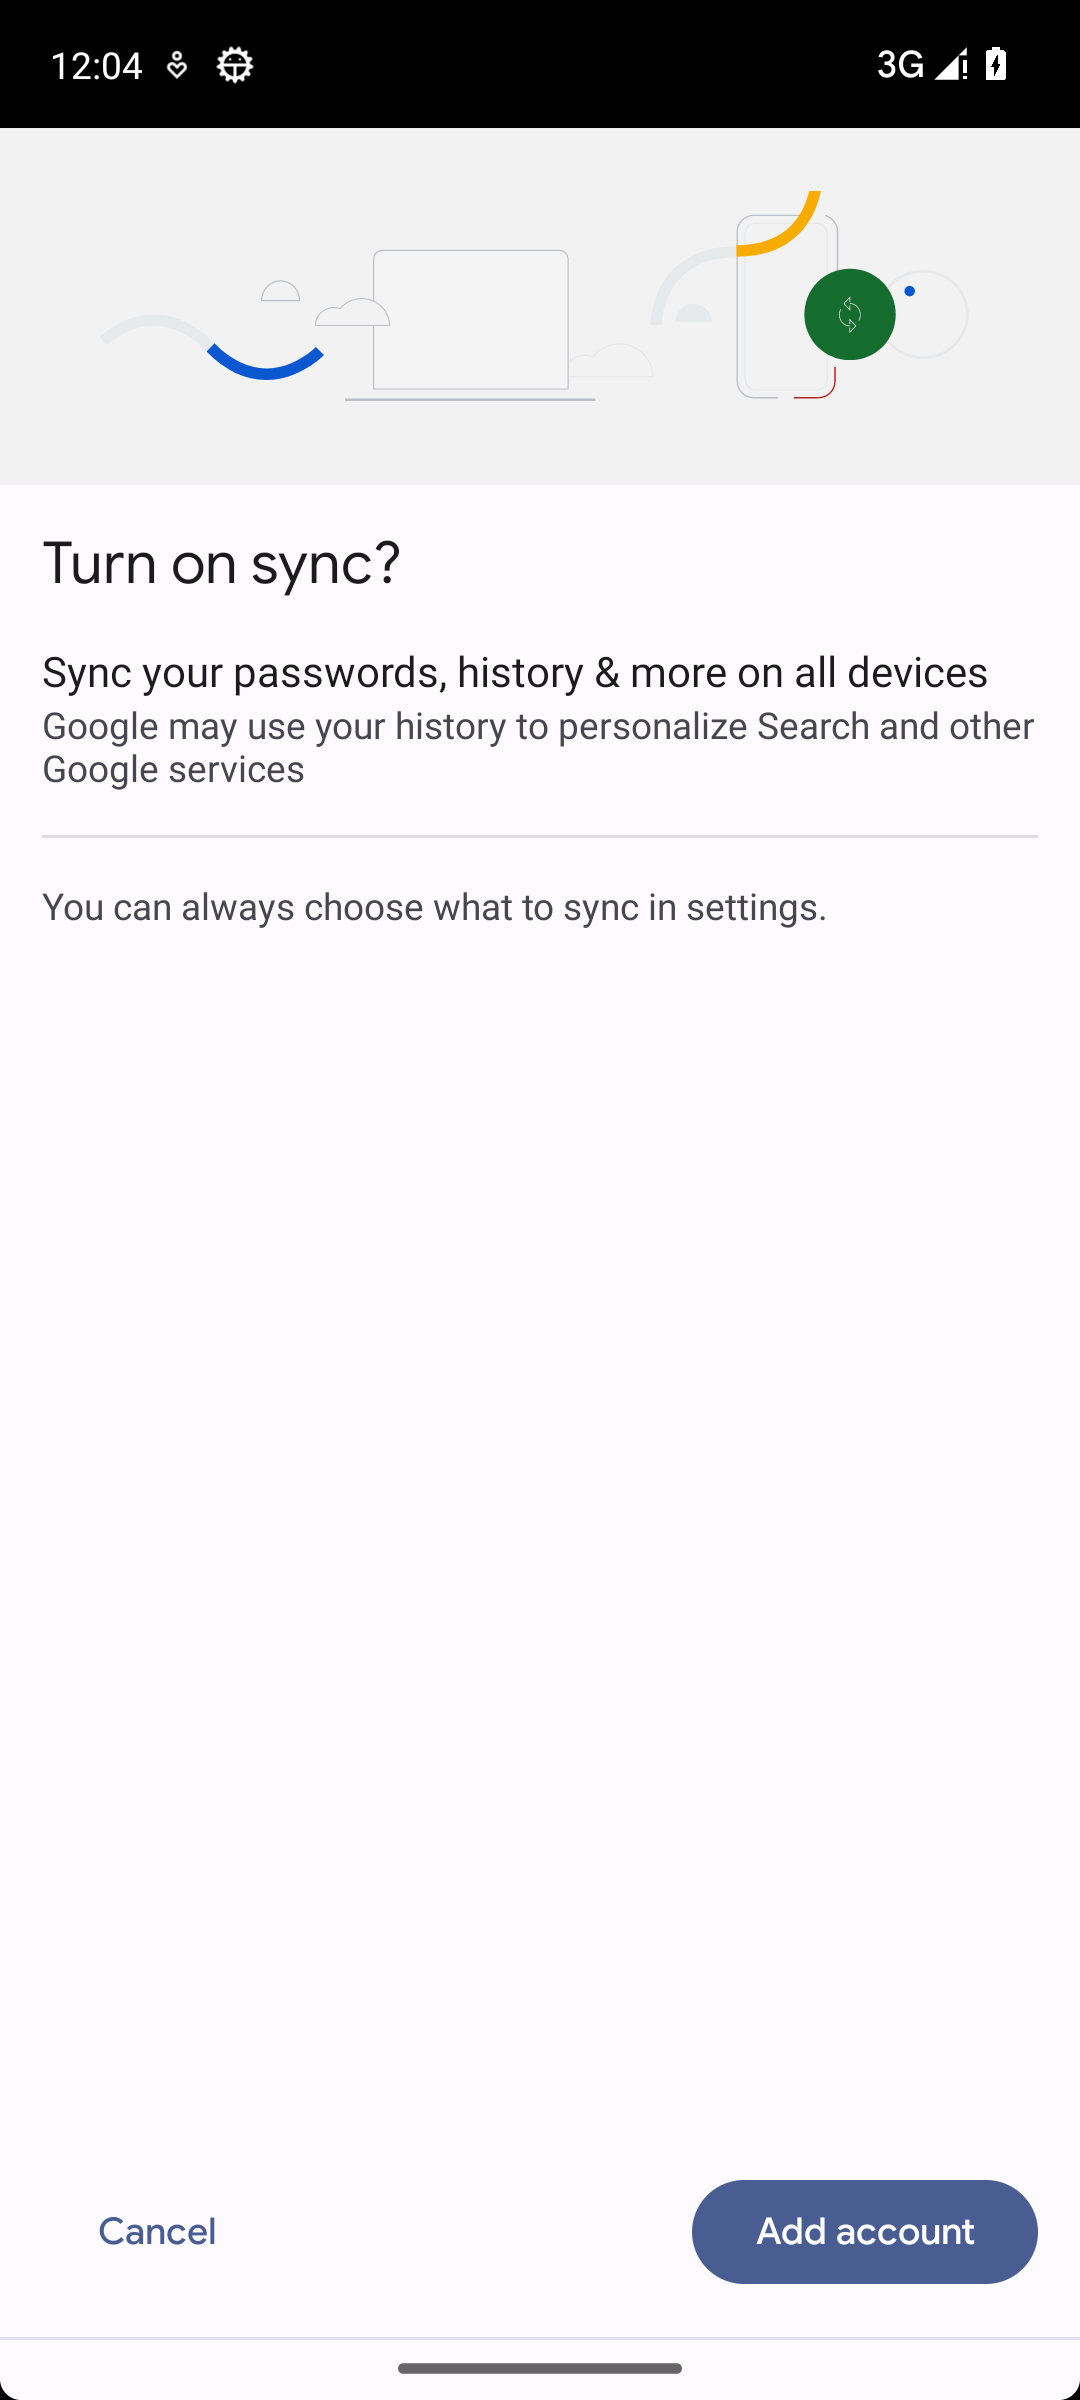 12:04
3G
Turn on sync?
Sync your passwords, history & more on all devices
Google may use your history to personalize Search and other
Google services
You can always choose what to sync in settings.
Cancel
Add account